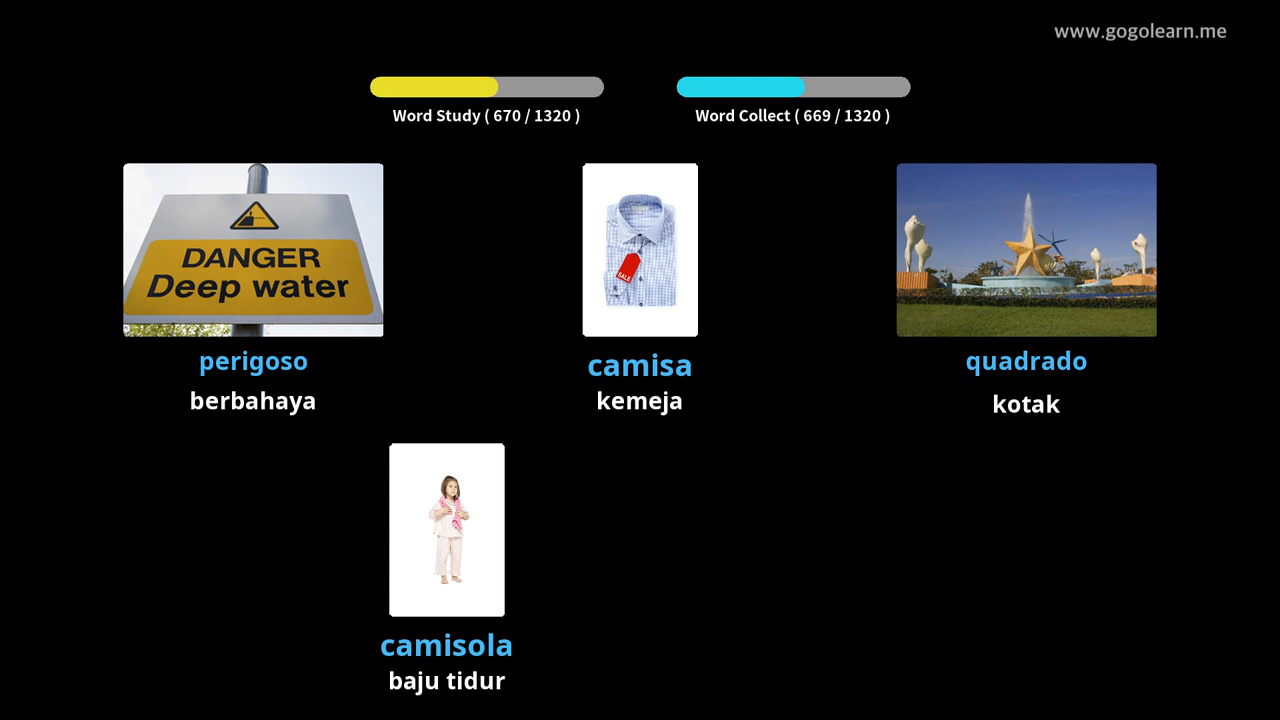 www.gogolearn.me
Word Study ( 670 / 1320 )
Word Collect ( 669 / 1320 )
DANGER
Deep water
SALE
perigoso
camisa
quadrado
berbahaya
kemeja
kotak
camisola
baju tidur